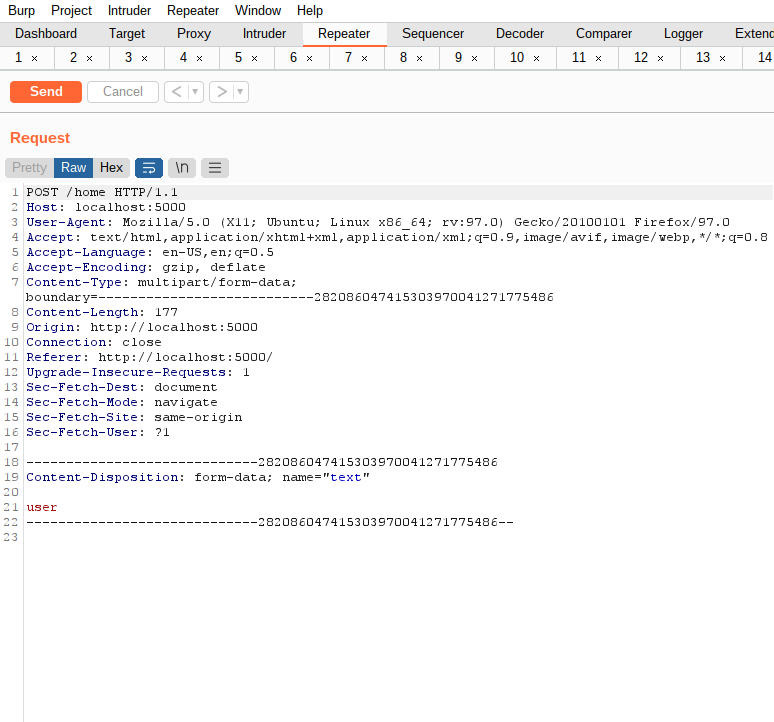 Burp Project Intruder Repeater Window Help
Dashboard Target Proxy Intruder Repeater Sequencer Decoder Comparer Logger Extend
1 × 2 × 3 × 4 × 5 × 6 × 7 × 8 × 9 × 10 × 11 × 12 × 13 × 14
Send Cancel < ▾ > ▾
Request
Pretty Raw Hex \n ≡
1 POST /home HTTP/1.1
2 Host: localhost:5000
3 User-Agent: Mozilla/5.0 (X11; Ubuntu; Linux x86_64; rv:97.0) Gecko/20100101 Firefox/97.0
4 Accept: text/html,application/xhtml+xml,application/xml;q=0.9,image/avif,image/webp,*/*;q=0.8
5 Accept-Language: en-US,en;q=0.5
6 Accept-Encoding: gzip, deflate
7 Content-Type: multipart/form-data;
boundary=---------------------------282086047415303970041271775486
8 Content-Length: 177
9 Origin: http://localhost:5000
10 Connection: close
11 Referer: http://localhost:5000/
12 Upgrade-Insecure-Requests: 1
13 Sec-Fetch-Dest: document
14 Sec-Fetch-Mode: navigate
15 Sec-Fetch-Site: same-origin
16 Sec-Fetch-User: ?1
17
18 -----------------------------282086047415303970041271775486
19 Content-Disposition: form-data; name="text"
20
21 user
22 -----------------------------282086047415303970041271775486--
23